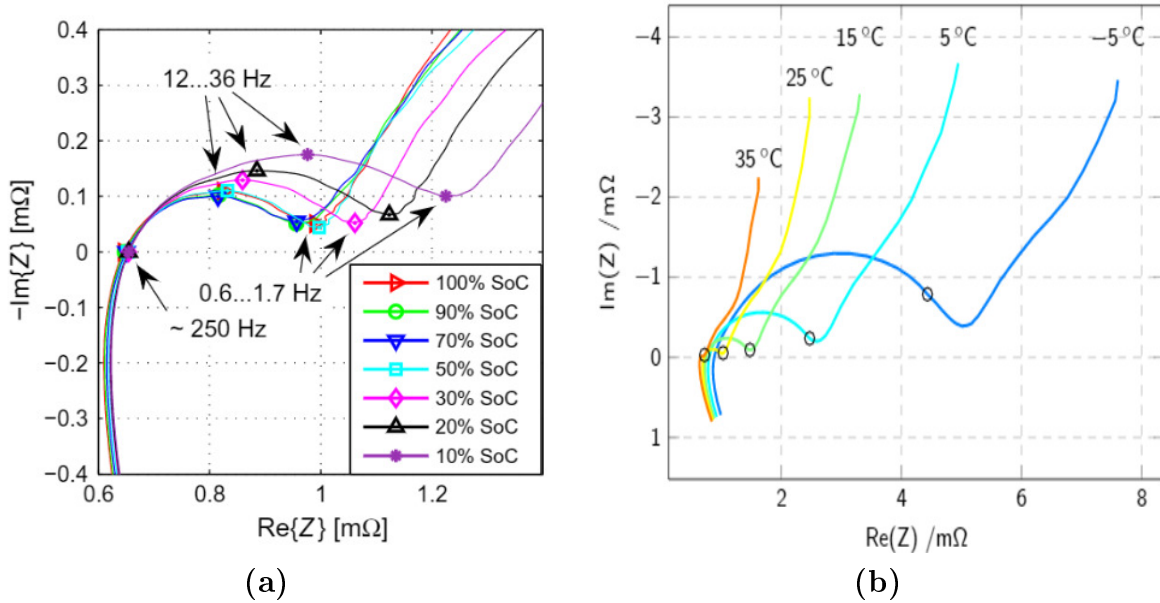 0.4
0.3
0.2
0.1
0
−0.1
−0.2
−0.3
−0.4
−Im{Z} [mΩ]
12...36 Hz
0.6...1.7 Hz
~ 250 Hz
100% SoC
90% SoC
70% SoC
50% SoC
30% SoC
20% SoC
10% SoC
0.6 0.8 1 1.2
Re{Z} [mΩ]
(a)
−4
−3
−2
−1
0
1
Im(Z) /mΩ
15 °C 5 °C −5 °C
25 °C
35 °C
2 4 6 8
Re(Z) /mΩ
(b)